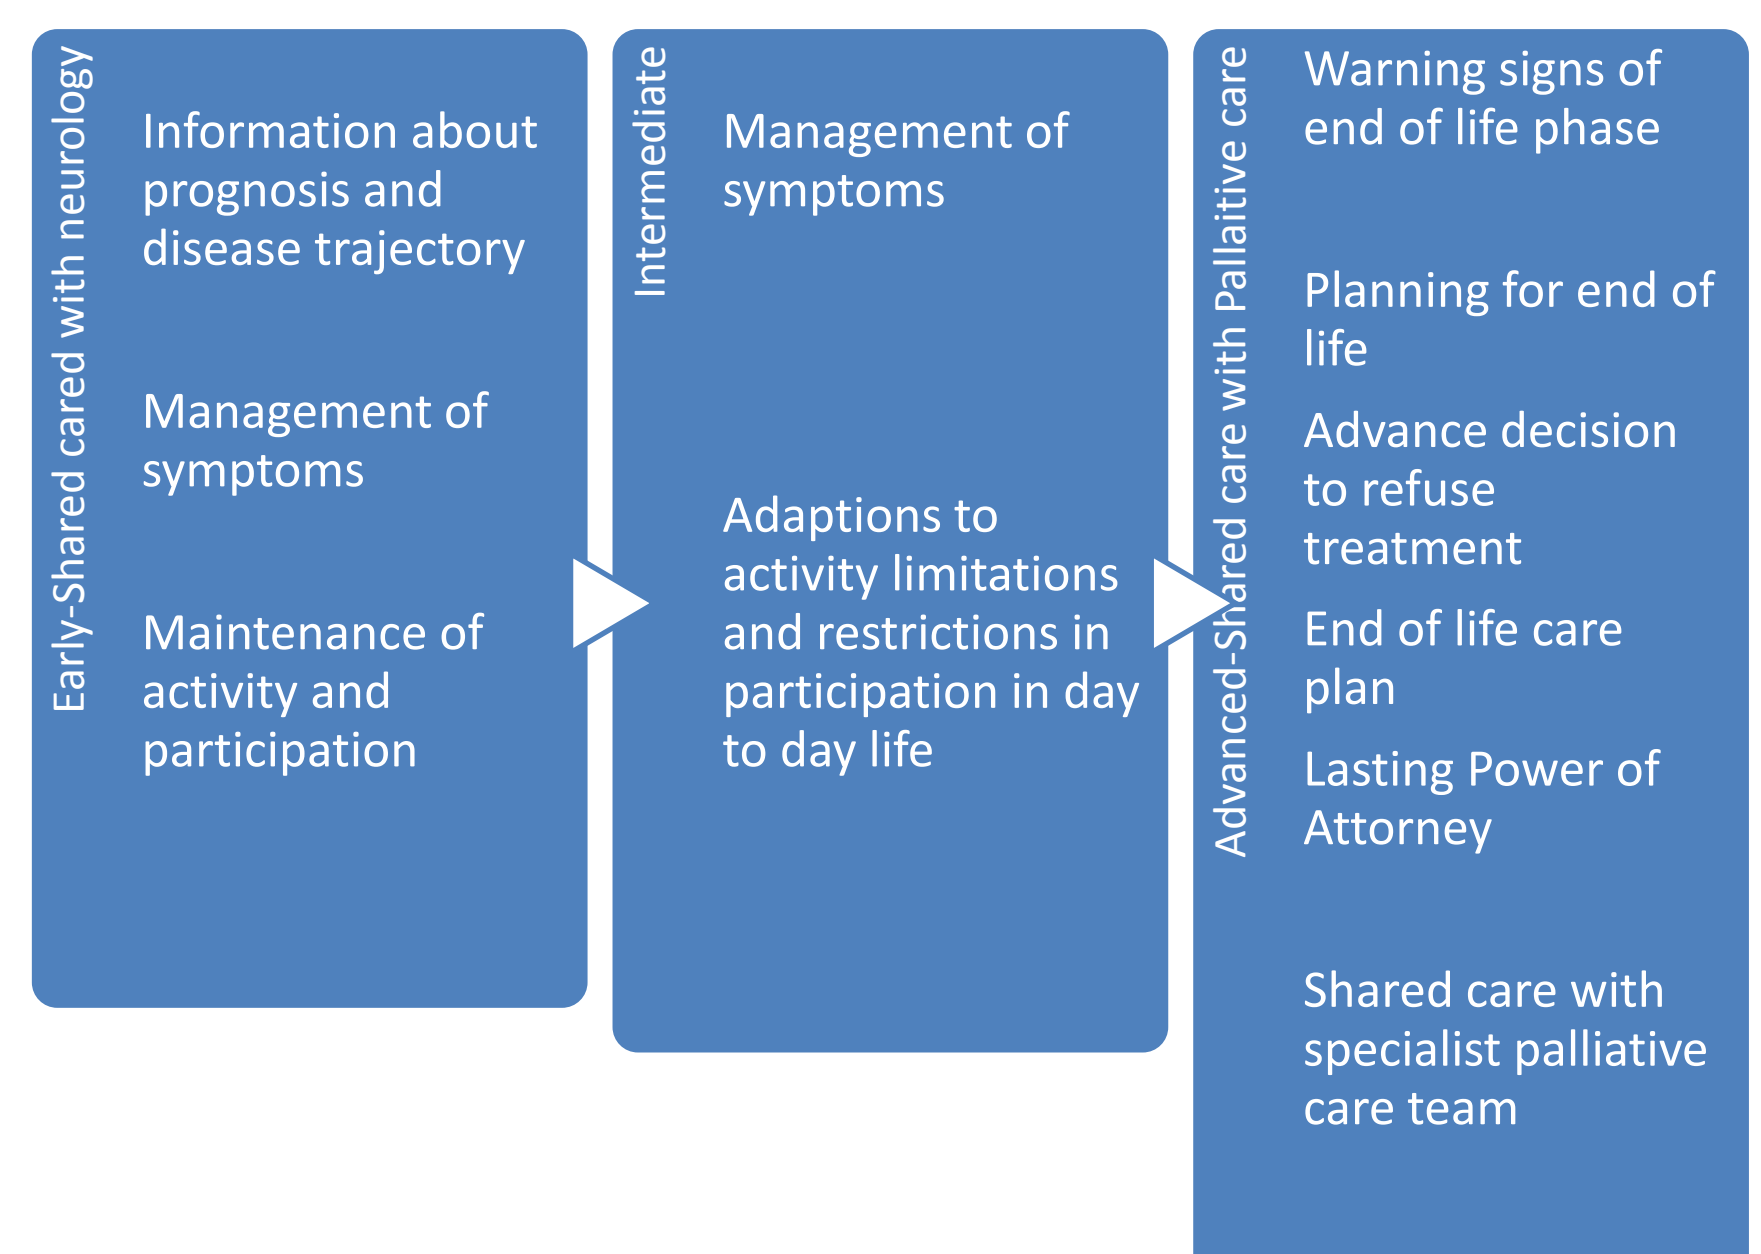 Early-Shared cared with neurology
Information about
prognosis and
disease trajectory
Management of
symptoms
Maintenance of
activity and
participation
Intermediate
Management of
symptoms
Adaptions to
activity limitations
and restrictions in
participation in day
to day life
Advanced-Shared care with Pallaitive care
Warning signs of
end of life phase
Planning for end of
life
Advance decision
to refuse
treatment
End of life care
plan
Lasting Power of
Attorney
Shared care with
specialist palliative
care team